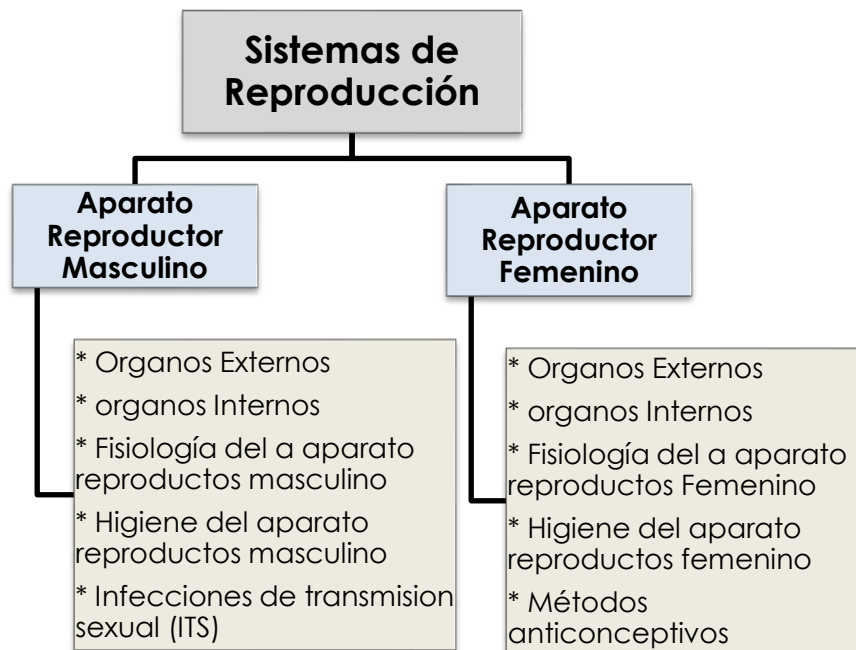 Sistemas de
Reproducción
Aparato
Reproductor
Masculino
* Organos Externos
* organos Internos
* Fisiología del a aparato
reproductos masculino
* Higiene del aparato
reproductos masculino
* Infecciones de transmision
sexual (ITS)
Aparato
Reproductor
Femenino
* Organos Externos
* organos Internos
* Fisiología del a aparato
reproductos Femenino
* Higiene del aparato
reproductos femenino
* Métodos
anticonceptivos